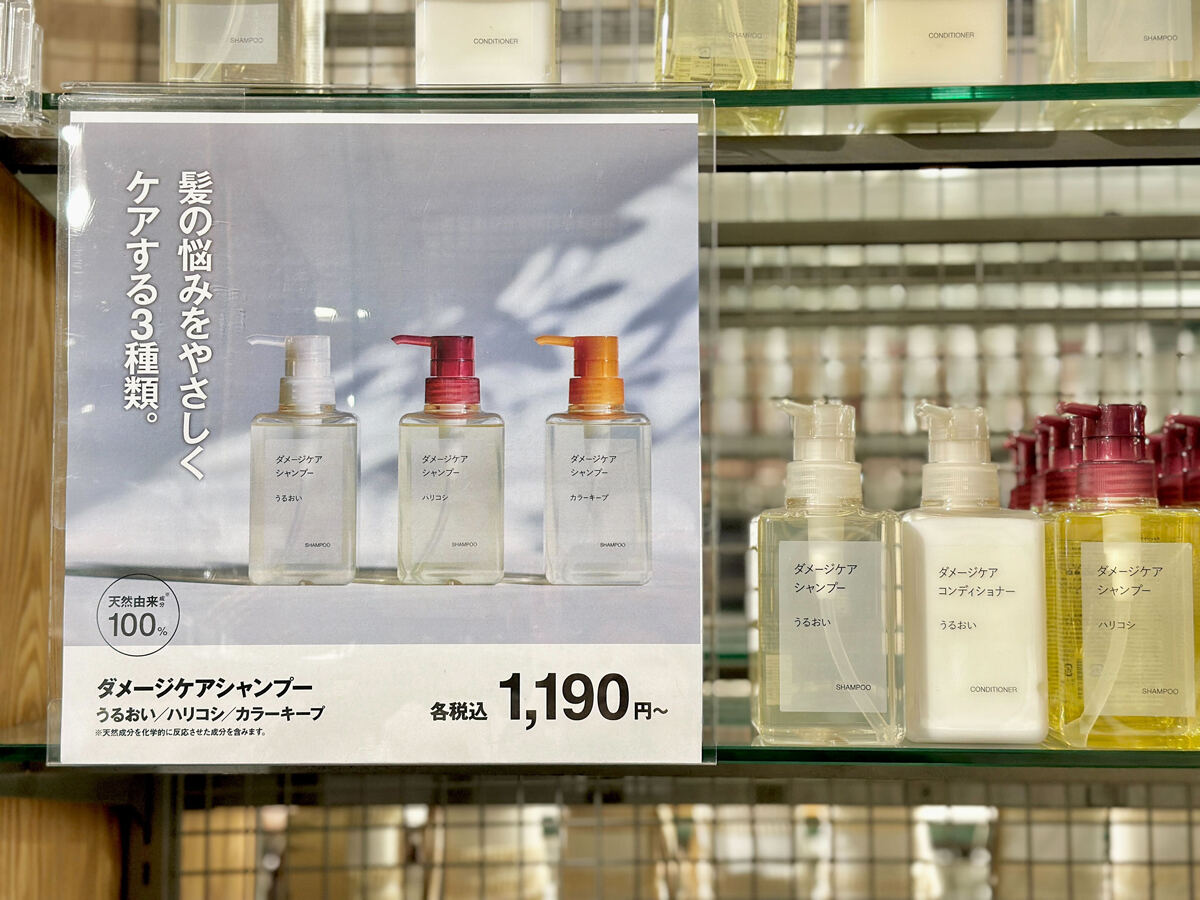 SHAMPOO
CONDITIONER
SHAMPOO
CONDITIONER
SHAMPOO
髪の悩みをやさしく
ケアする3種類。
ダメージケア
シャンプー
うるおい
SHAMPOO
ダメージケア
シャンプー
ハリコシ
SHAMPOO
ダメージケア
シャンプー
カラーキープ
SHAMPOO
天然由来成分※
100%
ダメージケアシャンプー
うるおい/ハリコシ/カラーキープ
※天然成分を化学的に反応させた成分を含みます。
各税込 1,190円〜
ダメージケア
シャンプー
うるおい
SHAMPOO
ダメージケア
コンディショナー
うるおい
CONDITIONER
ダメージケア
シャンプー
ハリコシ
SHAMPOO